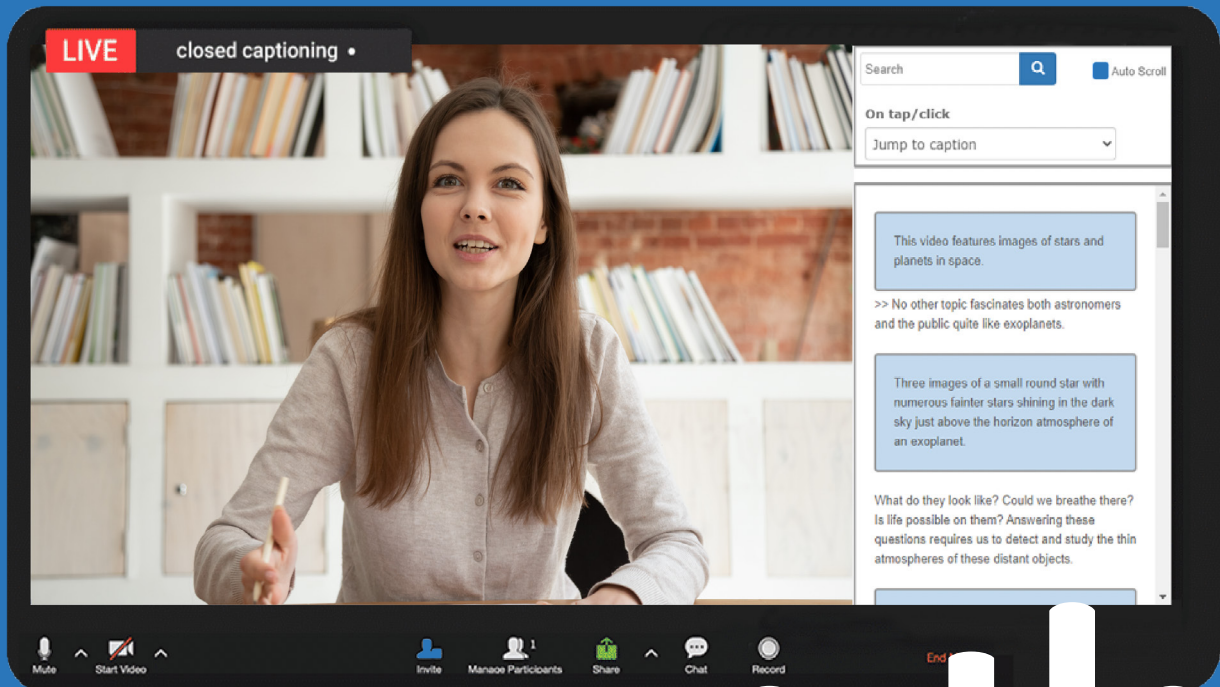 LIVE closed captioning •
Search
Auto Scroll
On tap/click
Jump to caption
This video features images of stars and
planets in space.
>> No other topic fascinates both astronomers
and the public quite like exoplanets.
Three images of a small round star with
numerous fainter stars shining in the dark
sky just above the horizon atmosphere of
an exoplanet.
What do they look like? Could we breathe there?
Is life possible on them? Answering these
questions requires us to detect and study the thin
atmospheres of these distant objects.
1
Mute
Start Video
Invite
Manage Participants
Share
Chat
Record
End